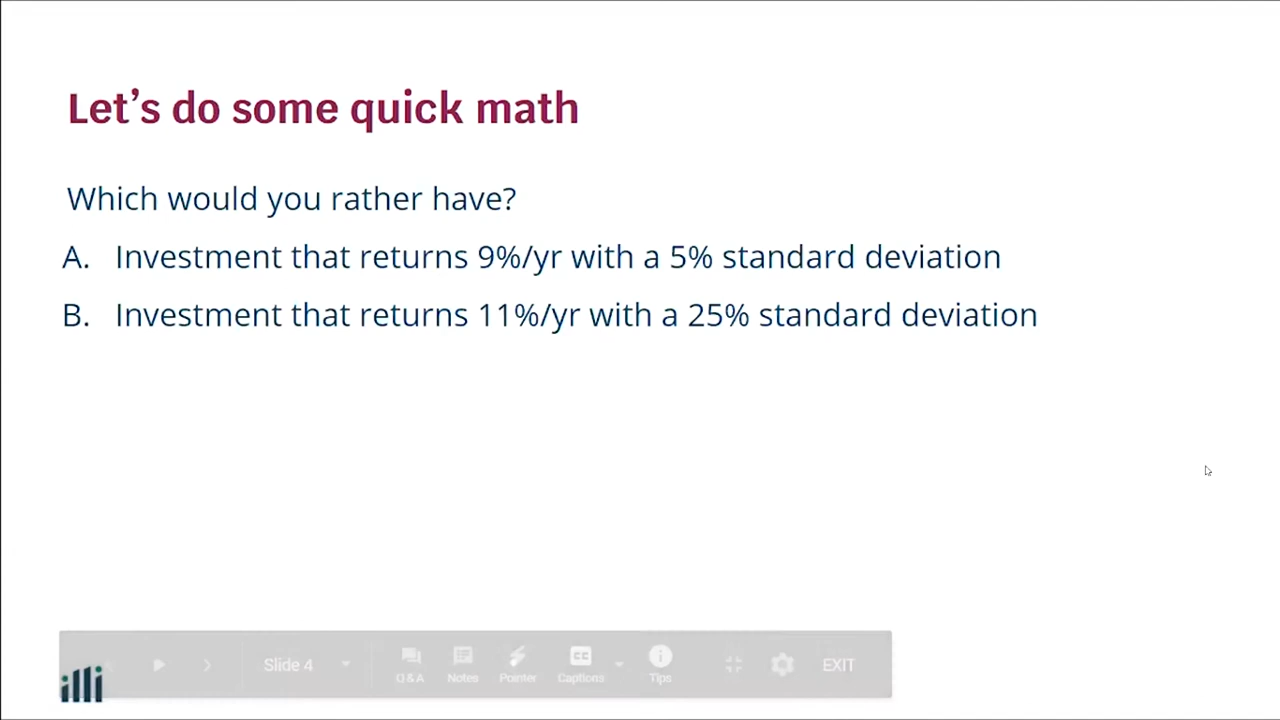 Let's do some quick math
Which would you rather have?
A. Investment that returns 9%/yr with a 5% standard deviation
B. Investment that returns 11%/yr with a 25% standard deviation
Slide 4
Q & A Notes Pointer Captions Tips EXIT
illi